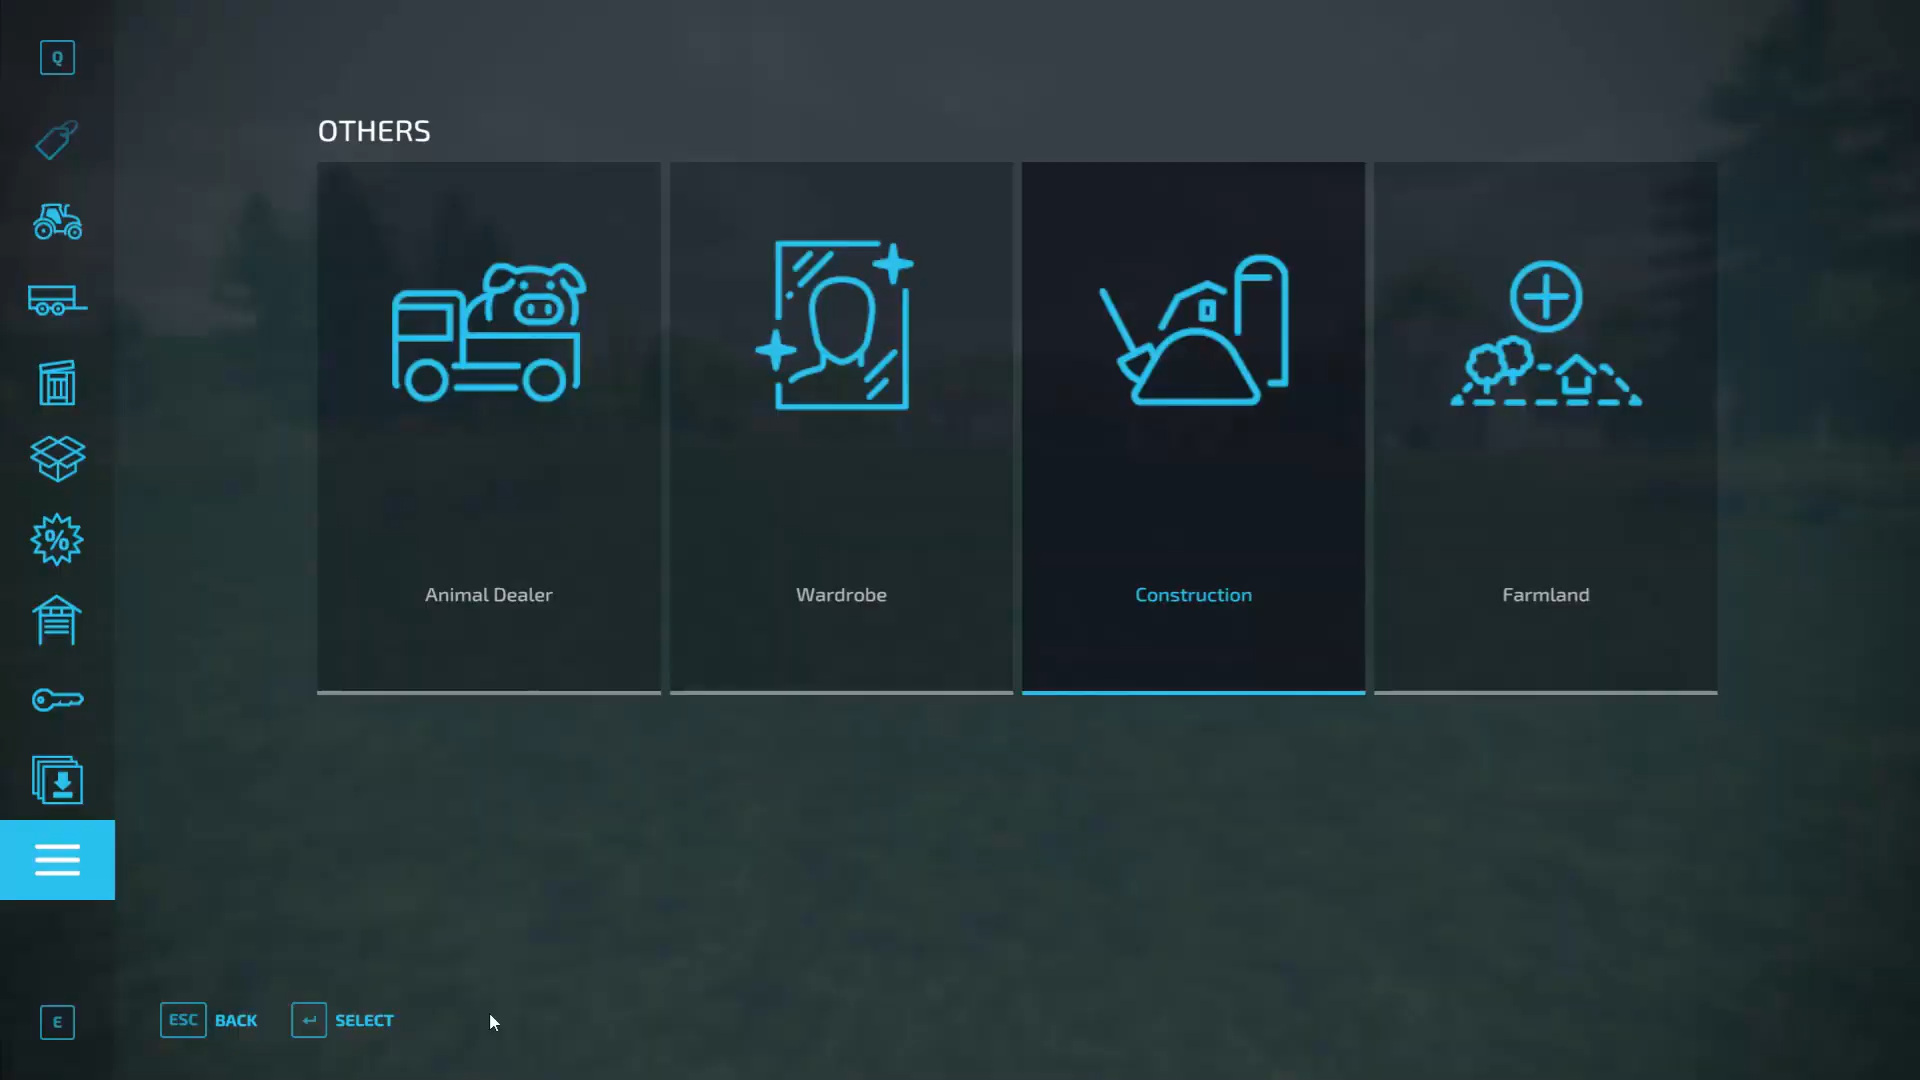 Q
OTHERS
%
Animal Dealer
Wardrobe
Construction
Farmland
E
ESC BACK
SELECT